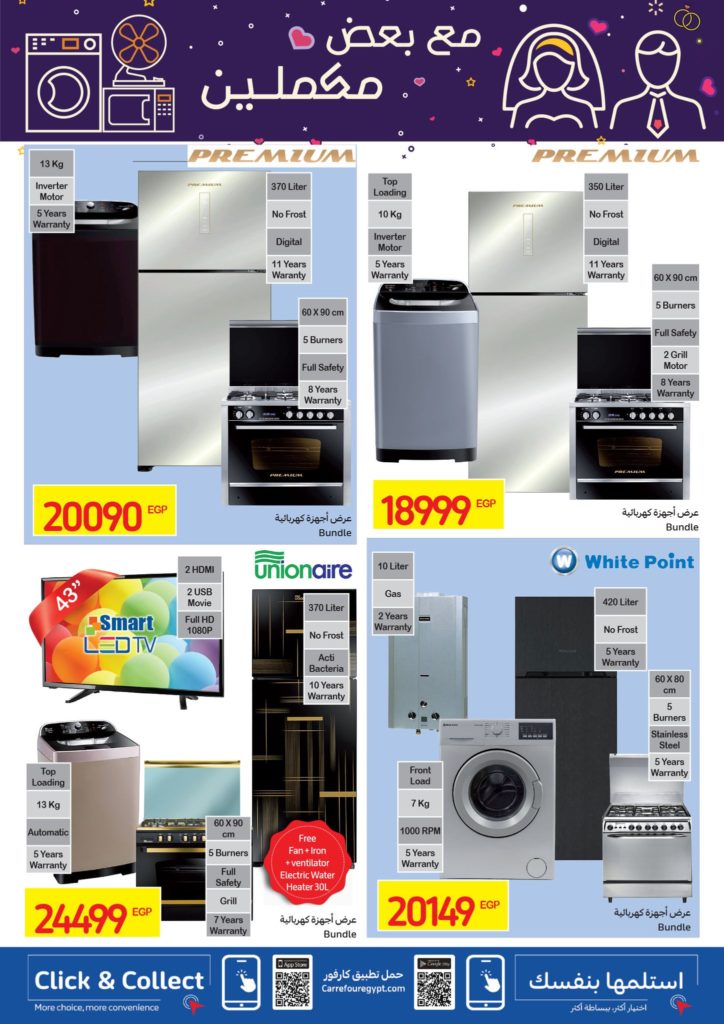 مع بعض
مكملين
PREMIUM
13 Kg
Inverter
Motor
5 Years
Warranty
370 Liter
No Frost
Digital
11 Years
Waranty
60 X 90 cm
5 Burners
Full Safety
8 Years
Warranty
PREMIUM
20090 EGP
عرض أجهزة كهربائية
Bundle
PREMIUM
Top
Loading
10 Kg
Inverter
Motor
5 Years
Warranty
350 Liter
No Frost
Digital
11 Years
Waranty
60 X 90 cm
5 Burners
Full Safety
2 Grill
Motor
8 Years
Warranty
PREMIUM
18999 EGP
عرض أجهزة كهربائية
Bundle
unionaire
43”
Smart
LED TV
2 HDMI
2 USB
Movie
Full HD
1080P
370 Liter
No Frost
Acti
Bacteria
10 Years
Warranty
Top
Loading
13 Kg
Automatic
5 Years
Warranty
60 X 90
cm
5 Burners
Full
Safety
Grill
7 Years
Warranty
Free
Fan + Iron
+ ventilator
Electric Water
Heater 30L
24499 EGP
عرض أجهزة كهربائية
Bundle
W White Point
10 Liter
Gas
2 Years
Warranty
420 Liter
No Frost
5 Years
Warranty
60 X 80
cm
5
Burners
Stainless
Steel
5 Years
Warranty
Front
Load
7 Kg
1000 RPM
5 Years
Warranty
20149 EGP
عرض أجهزة كهربائية
Bundle
Click & Collect
More choice, more convenience
App Store
حمل تطبيق كارفور
Carrefouregypt.com
Google play
استلمها بنفسك
اختيار أكثر، ببساطة أكثر